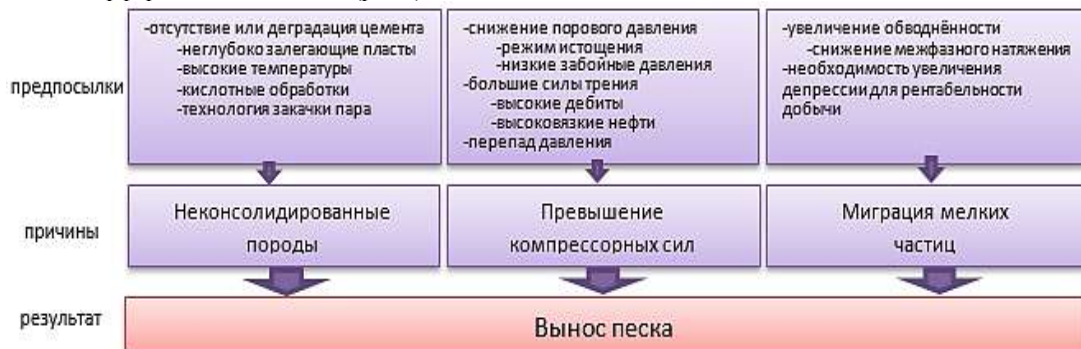 предпосылки
-отсутствие или деградация цемента
-неглубоко залегающие пласты
-высокие температуры
-кислотные обработки
-технология закачки пара
-снижение порового давления
-режим истощения
-низкие забойные давления
-большие силы трения
-высокие дебиты
-высоковязкие нефти
-перепад давления
-увеличение обводнённости
-снижение межфазного натяжения
-необходимость увеличения
депрессии для рентабельности
добычи
причины
Неконсолидированные
породы
Превышение
компрессорных сил
Миграция мелких
частиц
результат
Вынос песка